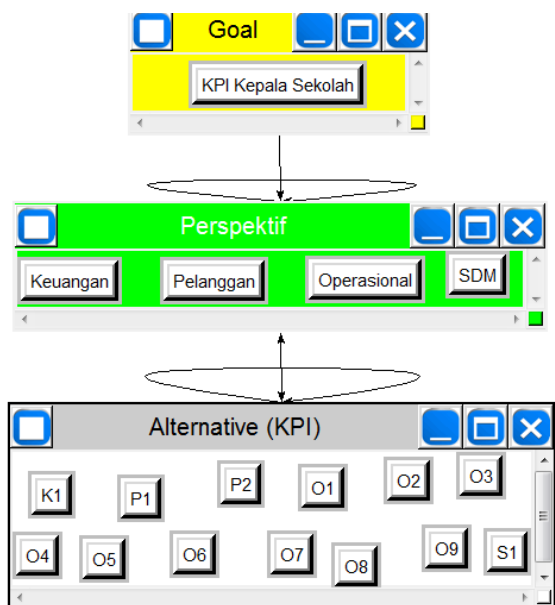 Goal
KPI Kepala Sekolah
Perspektif
Keuangan Pelanggan Operasional SDM
Alternative (KPI)
K1 P1 P2 O1 O2 O3
O4 O5 O6 O7 O8 O9 S1